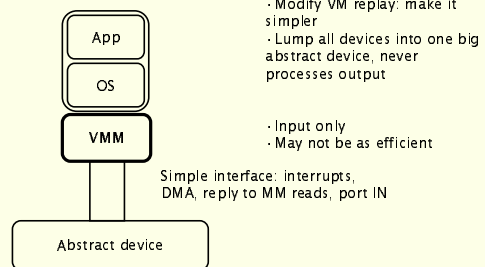 · Modify VM replay: make it
simpler
· Lump all devices into one big
abstract device, never
processes output
App
OS
VMM
· Input only
· May not be as efficient
Simple interface: interrupts,
DMA, reply to MM reads, port IN
Abstract device